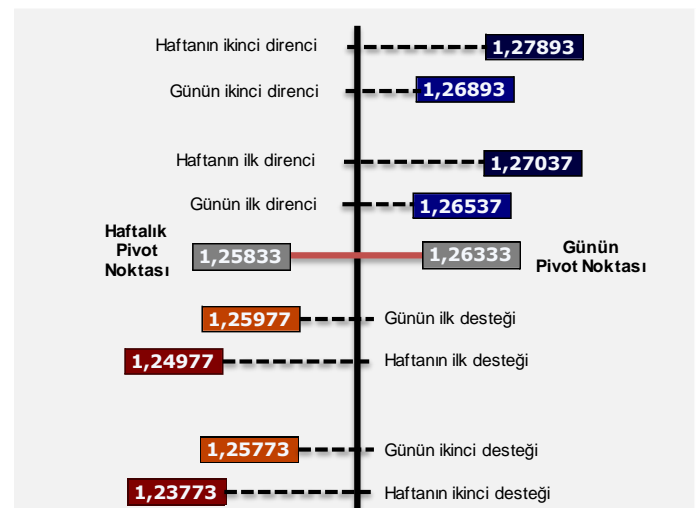 Haftanın ikinci direnci 1,27893
Günün ikinci direnci 1,26893
Haftanın ilk direnci 1,27037
Günün ilk direnci 1,26537
Haftalık
Pivot
Noktası
1,25833
1,26333
Günün
Pivot Noktası
1,25977 Günün ilk desteği
1,24977 Haftanın ilk desteği
1,25773 Günün ikinci desteği
1,23773 Haftanın ikinci desteği